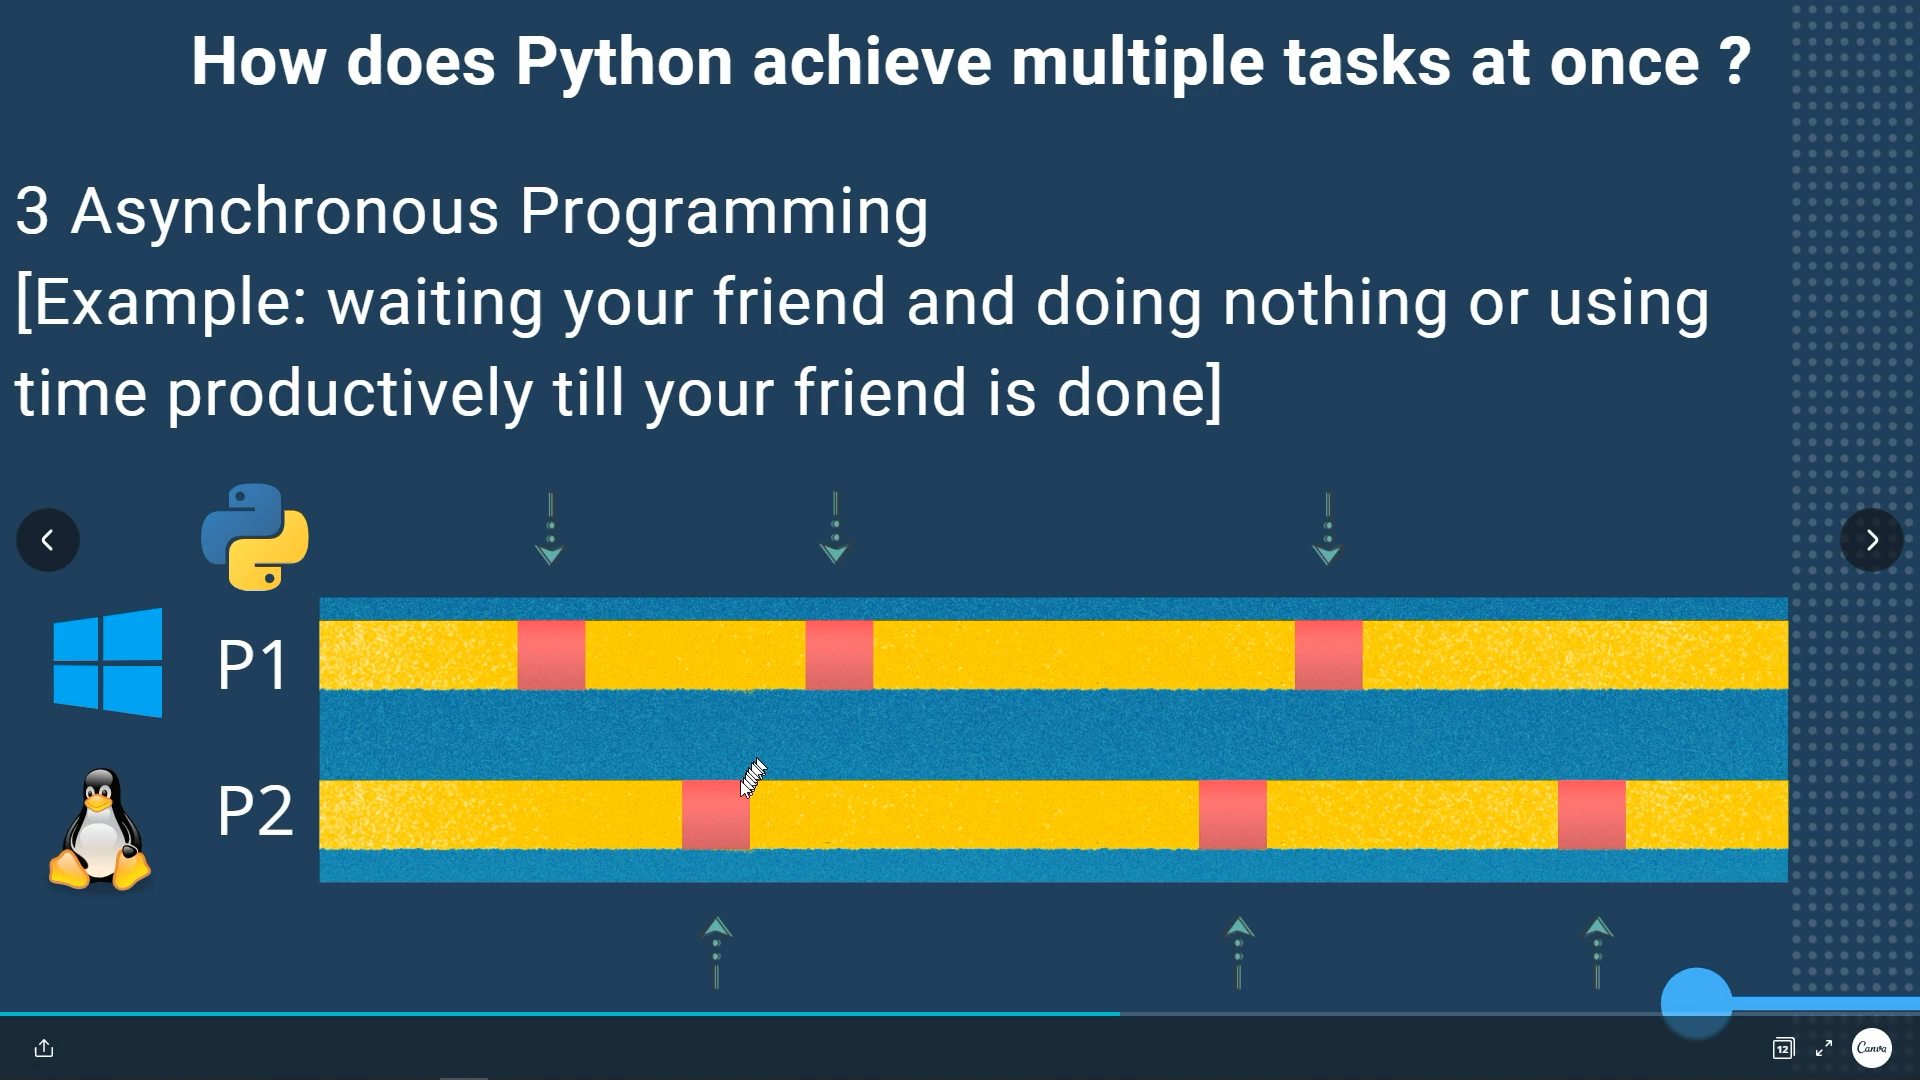 How does Python achieve multiple tasks at once ?
3 Asynchronous Programming
[Example: waiting your friend and doing nothing or using
time productively till your friend is done]
P1
P2
12
Canva